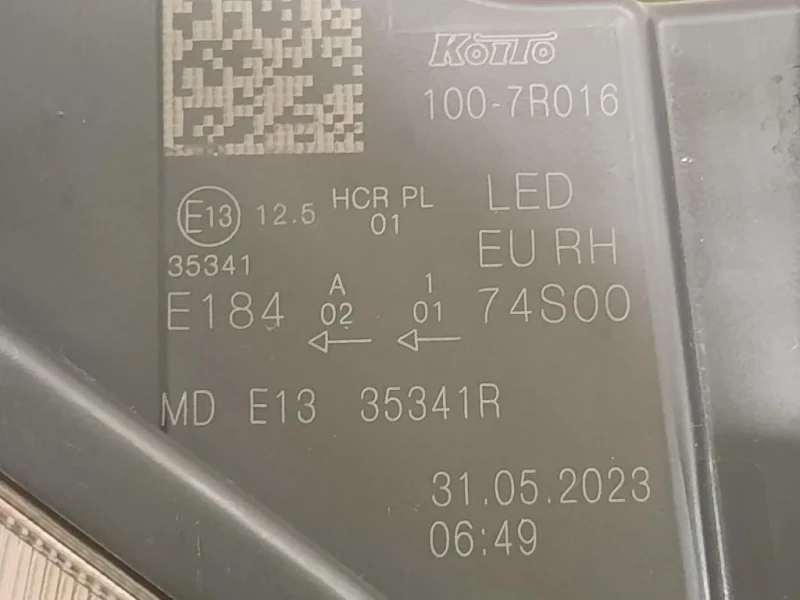 KOITO
100-7R016
E13 12.5 HCR PL LED
01
35341 EU RH
E184 A 1 74S00
02 01
MD E13 35341R
31.05.2023
06:49